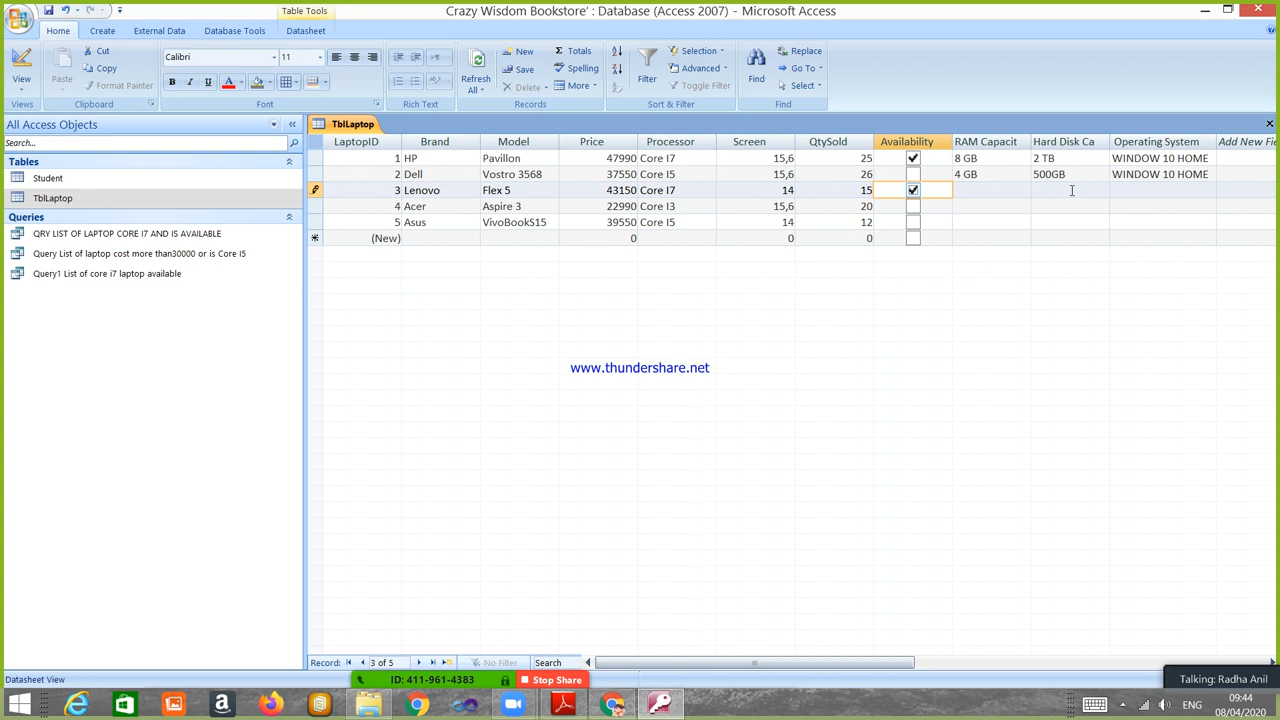 Table Tools
Crazy Wisdom Bookstore' : Database (Access 2007) - Microsoft Access
Home Create External Data Database Tools Datasheet
View
Views
Paste
Cut
Copy
Format Painter
Clipboard
Calibri 11
B I U A
Font
Rich Text
Refresh All
New
Save
Delete
Totals
Spelling
More
Records
Filter
Selection
Advanced
Toggle Filter
Sort & Filter
Find
Replace
Go To
Select
Find
All Access Objects
Search...
Tables
Student
TblLaptop
Queries
QRY LIST OF LAPTOP CORE I7 AND IS AVAILABLE
Query List of laptop cost more than30000 or is Core I5
Query1 List of core i7 laptop available
TblLaptop
LaptopID Brand Model Price Processor Screen QtySold Availability RAM Capacit Hard Disk Ca Operating System Add New Fie
1 HP Pavillon 47990 Core I7 15,6 25 8 GB 2 TB WINDOW 10 HOME
2 Dell Vostro 3568 37550 Core I5 15,6 26 4 GB 500GB WINDOW 10 HOME
3 Lenovo Flex 5 43150 Core I7 14 15
4 Acer Aspire 3 22990 Core I3 15,6 20
5 Asus VivoBookS15 39550 Core I5 14 12
(New) 0 0 0
www.thundershare.net
Record: 3 of 5 No Filter Search
Datasheet View
ID: 411-961-4383 Stop Share
Talking: Radha Anil
ENG
09:44
08/04/2020